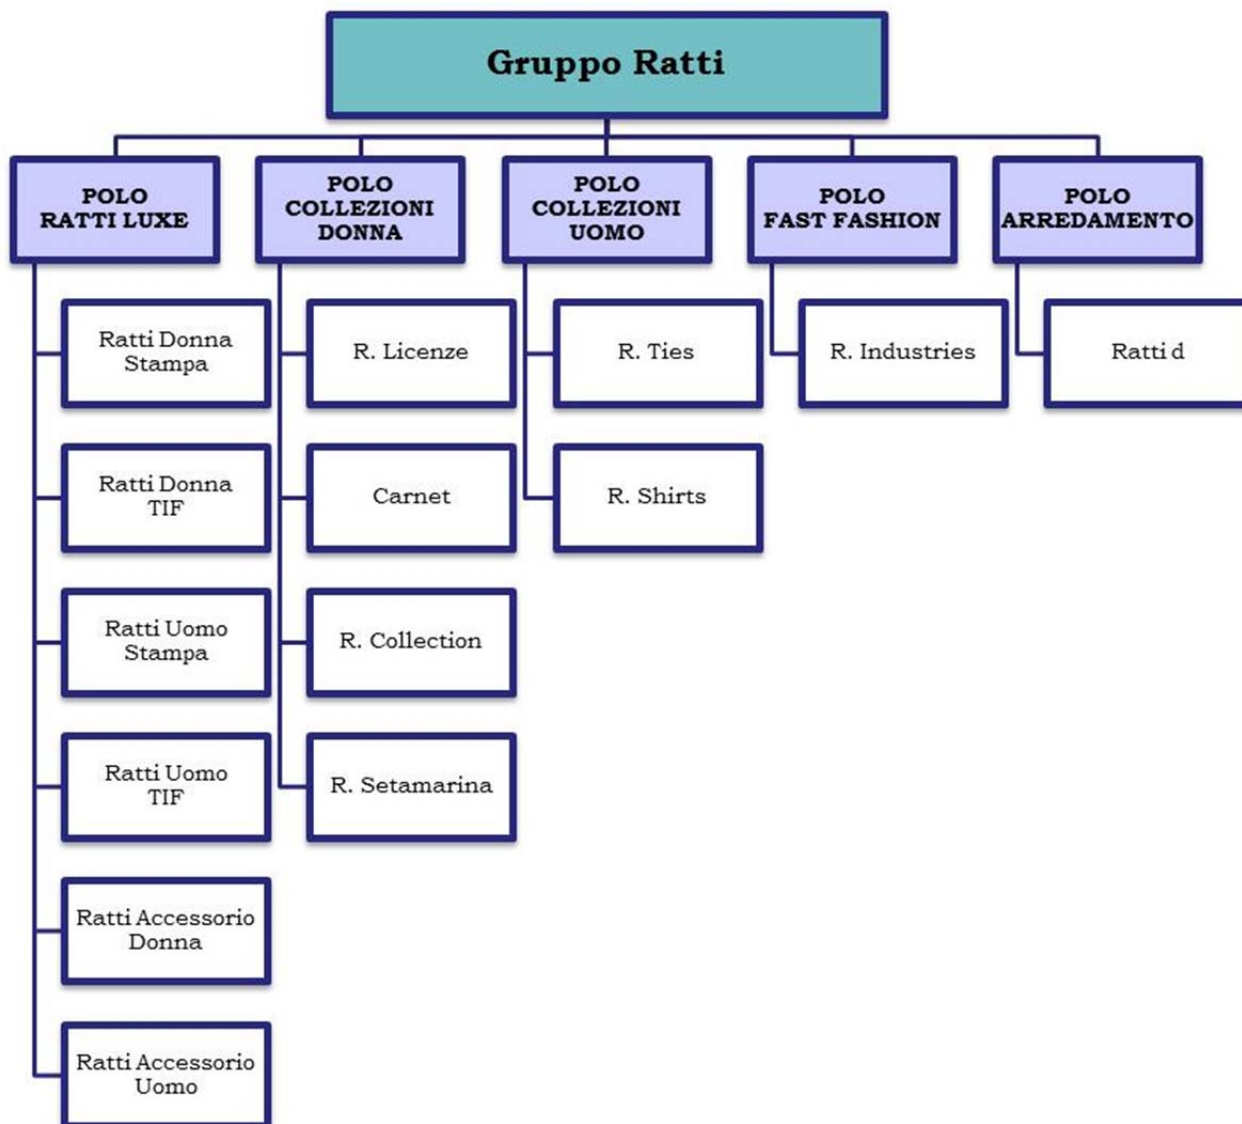 Gruppo Ratti
POLO
RATTI LUXE
POLO
COLLEZIONI
DONNA
POLO
COLLEZIONI
UOMO
POLO
FAST FASHION
POLO
ARREDAMENTO
Ratti Donna
Stampa
Ratti Donna
TIF
Ratti Uomo
Stampa
Ratti Uomo
TIF
Ratti Accessorio
Donna
Ratti Accessorio
Uomo
R. Licenze
Carnet
R. Collection
R. Setamarina
R. Ties
R. Shirts
R. Industries
Ratti d